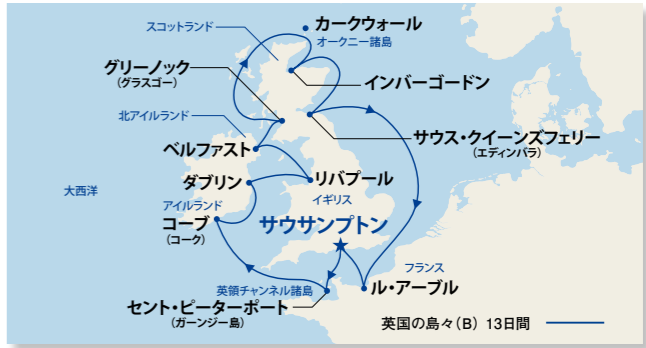 スコットランド
カークウォール
オークニー諸島
グリーノック
(グラスゴー)
インバーゴードン
北アイルランド
サウス・クイーンズフェリー
(エディンバラ)
ベルファスト
ダブリン
リバプール
大西洋
イギリス
アイルランド
コーブ
(コーク)
サウサンプトン
フランス
英領チャンネル諸島
ル・アーブル
セント・ピーターポート
(ガーンジー島)
英国の島々(B) 13日間